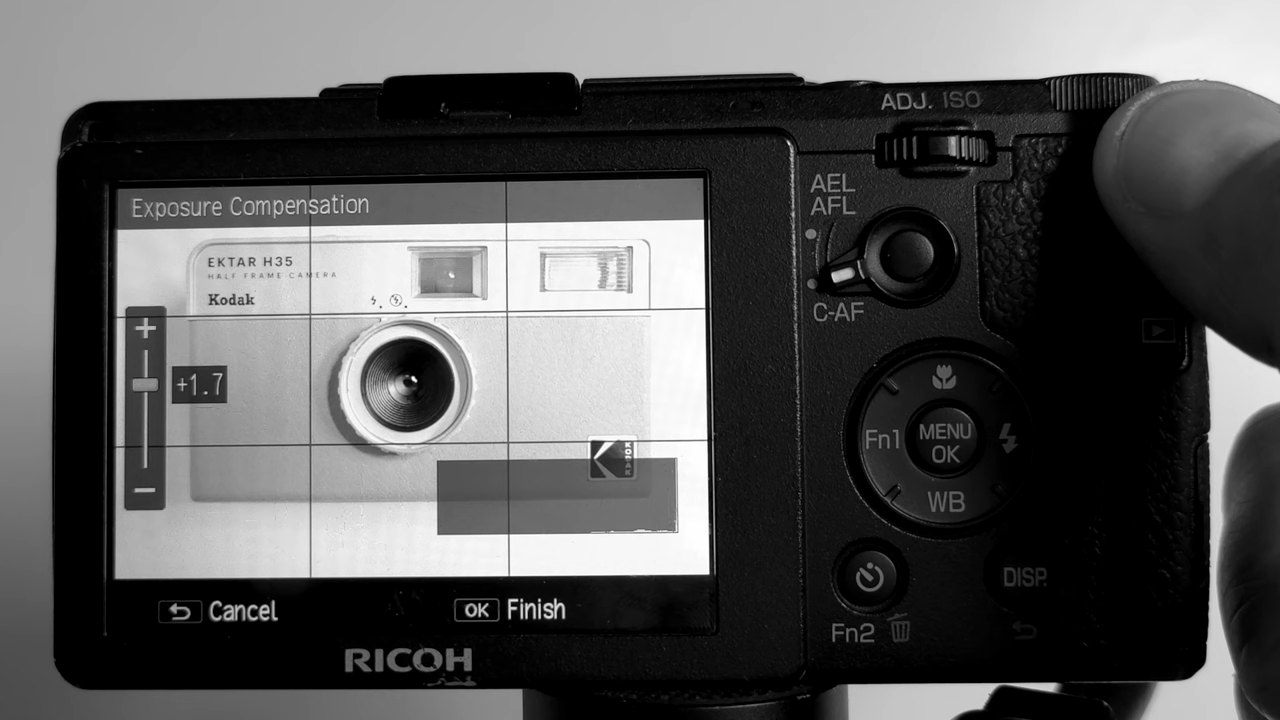 ADJ. ISO
Exposure Compensation
EKTAR H35
HALF FRAME CAMERA
Kodak
+
+1.7
−
KODAK
Cancel
OK Finish
RICOH
AEL
AFL
C-AF
Fn1
MENU
OK
WB
DISP.
Fn2